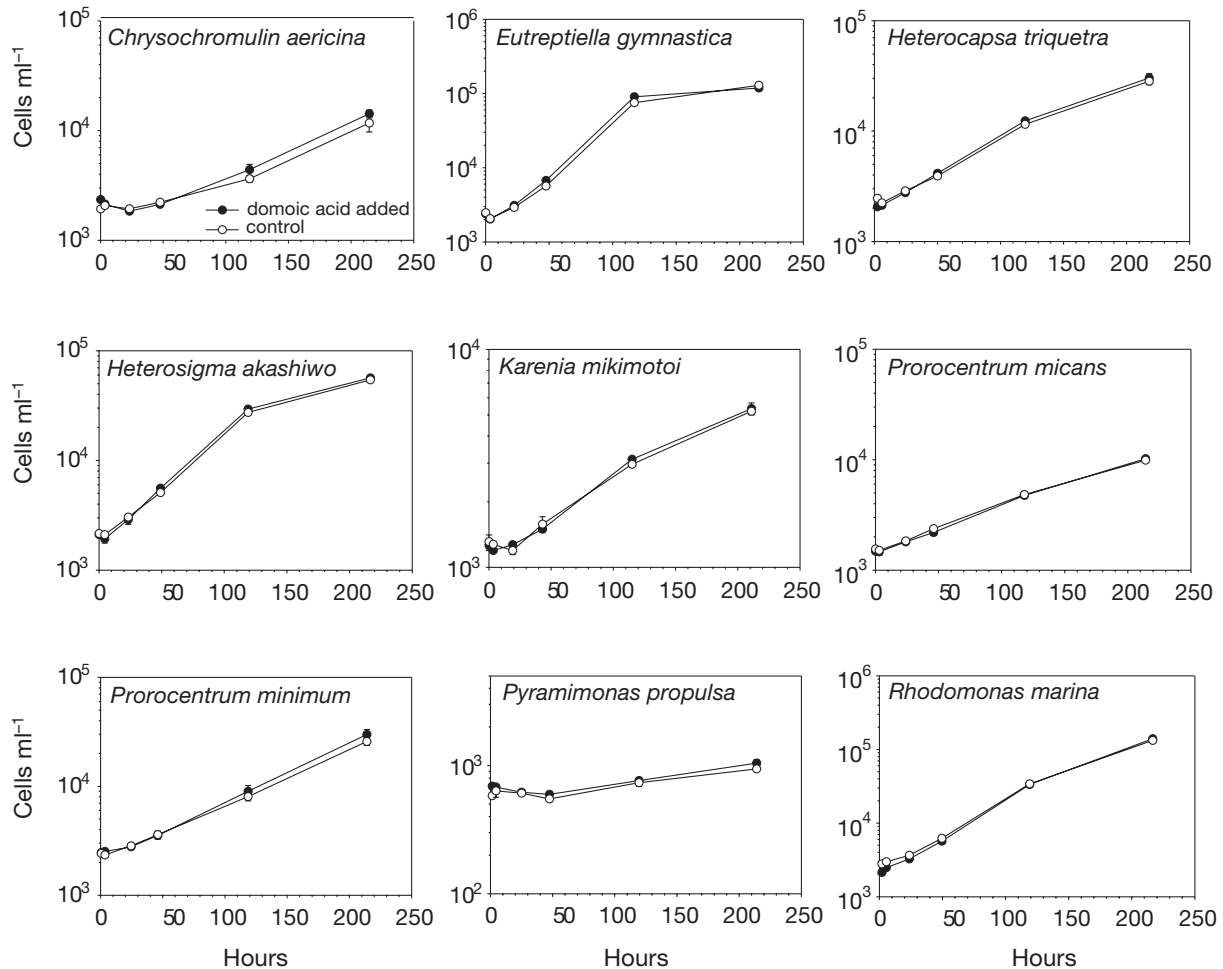 Chrysochromulin aericina
Cells ml⁻¹
10⁵
10⁴
10³
domoic acid added
control
0 50 100 150 200 250
Eutreptiella gymnastica
10⁶
10⁵
10⁴
10³
0 50 100 150 200 250
Heterocapsa triquetra
10⁵
10⁴
10³
0 50 100 150 200 250
Heterosigma akashiwo
Cells ml⁻¹
10⁵
10⁴
10³
0 50 100 150 200 250
Karenia mikimotoi
10⁴
10³
0 50 100 150 200 250
Prorocentrum micans
10⁵
10⁴
10³
0 50 100 150 200 250
Prorocentrum minimum
Cells ml⁻¹
10⁵
10⁴
10³
0 50 100 150 200 250
Hours
Pyramimonas propulsa
10³
10²
0 50 100 150 200 250
Hours
Rhodomonas marina
10⁶
10⁵
10⁴
10³
0 50 100 150 200 250
Hours